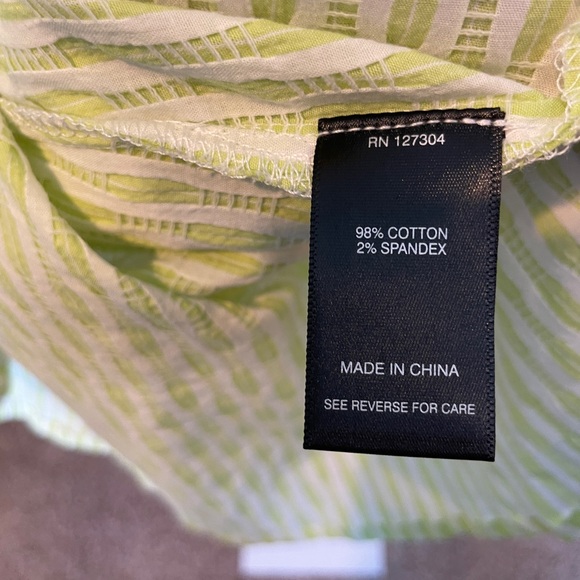 RN 127304
98% COTTON
2% SPANDEX
MADE IN CHINA
SEE REVERSE FOR CARE